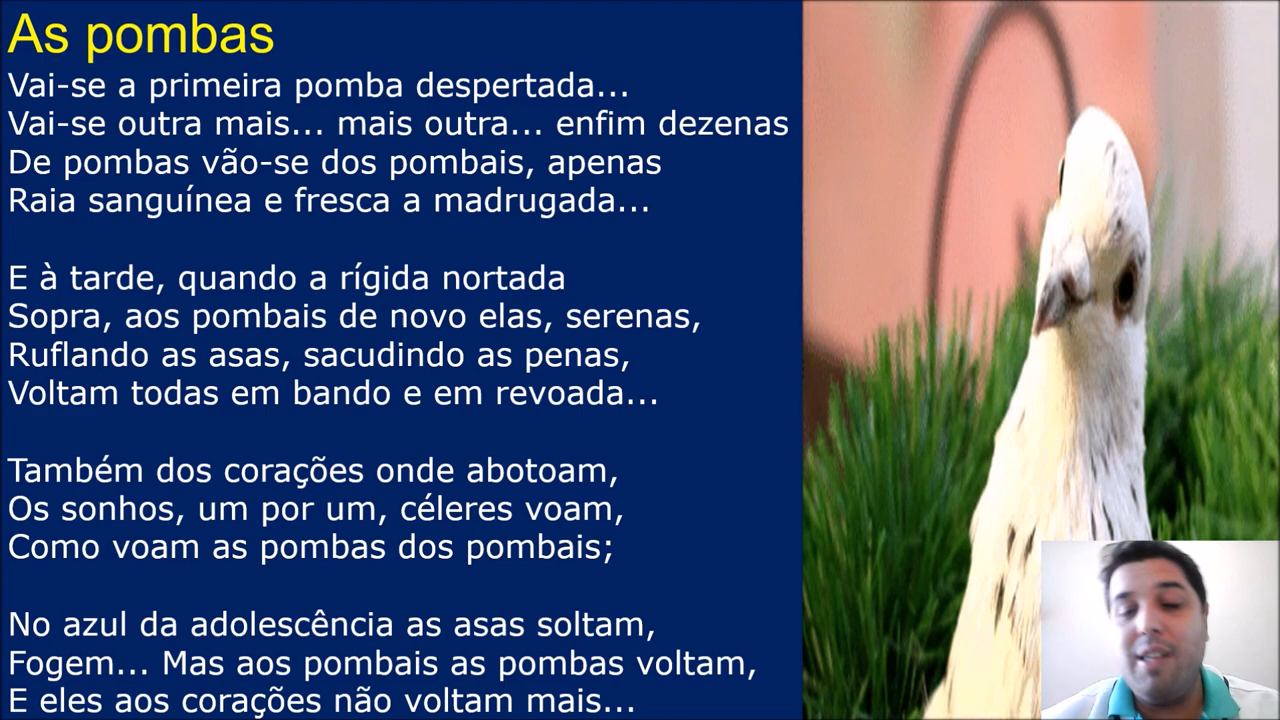 As pombas
Vai-se a primeira pomba despertada...
Vai-se outra mais... mais outra... enfim dezenas
De pombas vão-se dos pombais, apenas
Raia sanguínea e fresca a madrugada...
E à tarde, quando a rígida nortada
Sopra, aos pombais de novo elas, serenas,
Ruflando as asas, sacudindo as penas,
Voltam todas em bando e em revoada...
Também dos corações onde abotoam,
Os sonhos, um por um, céleres voam,
Como voam as pombas dos pombais;
No azul da adolescência as asas soltam,
Fogem... Mas aos pombais as pombas voltam,
E eles aos corações não voltam mais...